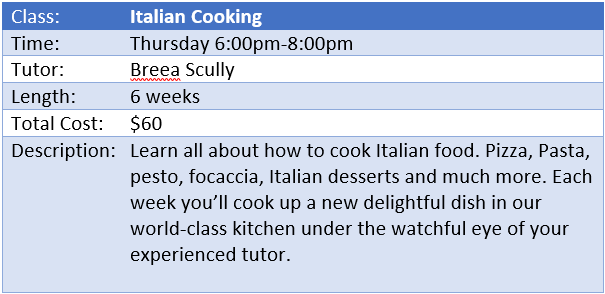 Class: Italian Cooking
Time: Thursday 6:00pm-8:00pm
Tutor: Breea Scully
Length: 6 weeks
Total Cost: $60
Description: Learn all about how to cook Italian food. Pizza, Pasta,
pesto, focaccia, Italian desserts and much more. Each
week you’ll cook up a new delightful dish in our
world-class kitchen under the watchful eye of your
experienced tutor.